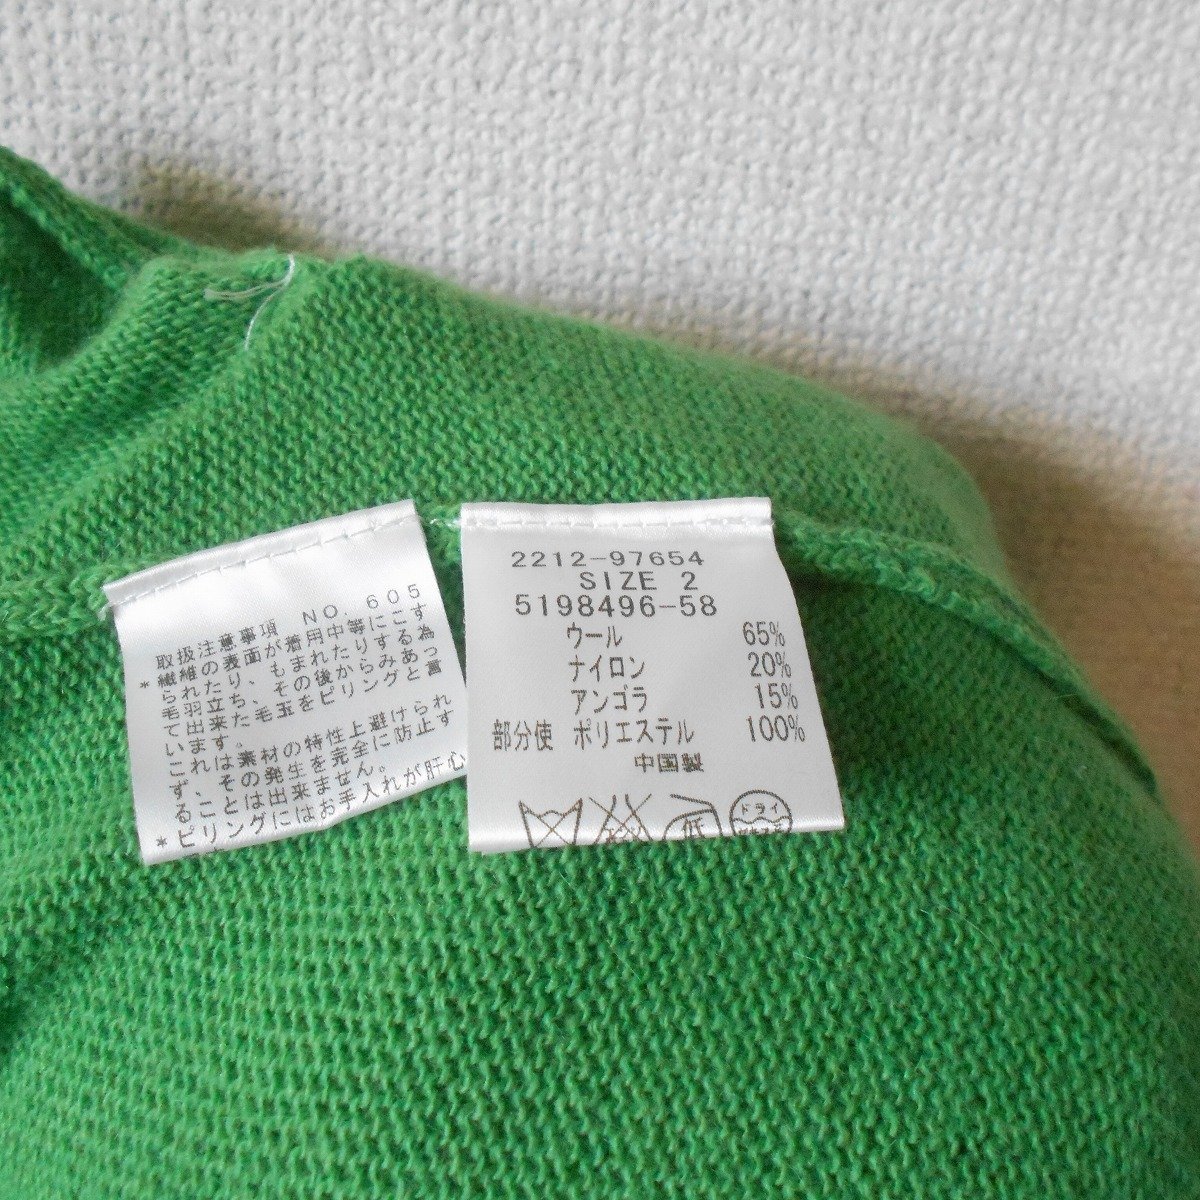 NO. 605
取扱注意事項
* 繊維の表面が着用中等にこす
られたり、もまれたりする為
毛羽立ち、その後からみあっ
て出来た毛玉をピリングと言
います。
これは素材の特性上避けられ
ず、その発生を完全に防止す
ることは出来ません。
* ピリングにはお手入れが肝心
2212-97654
SIZE 2
5198496-58
ウール 65%
ナイロン 20%
アンゴラ 15%
部分使 ポリエステル 100%
中国製
低
ドライ